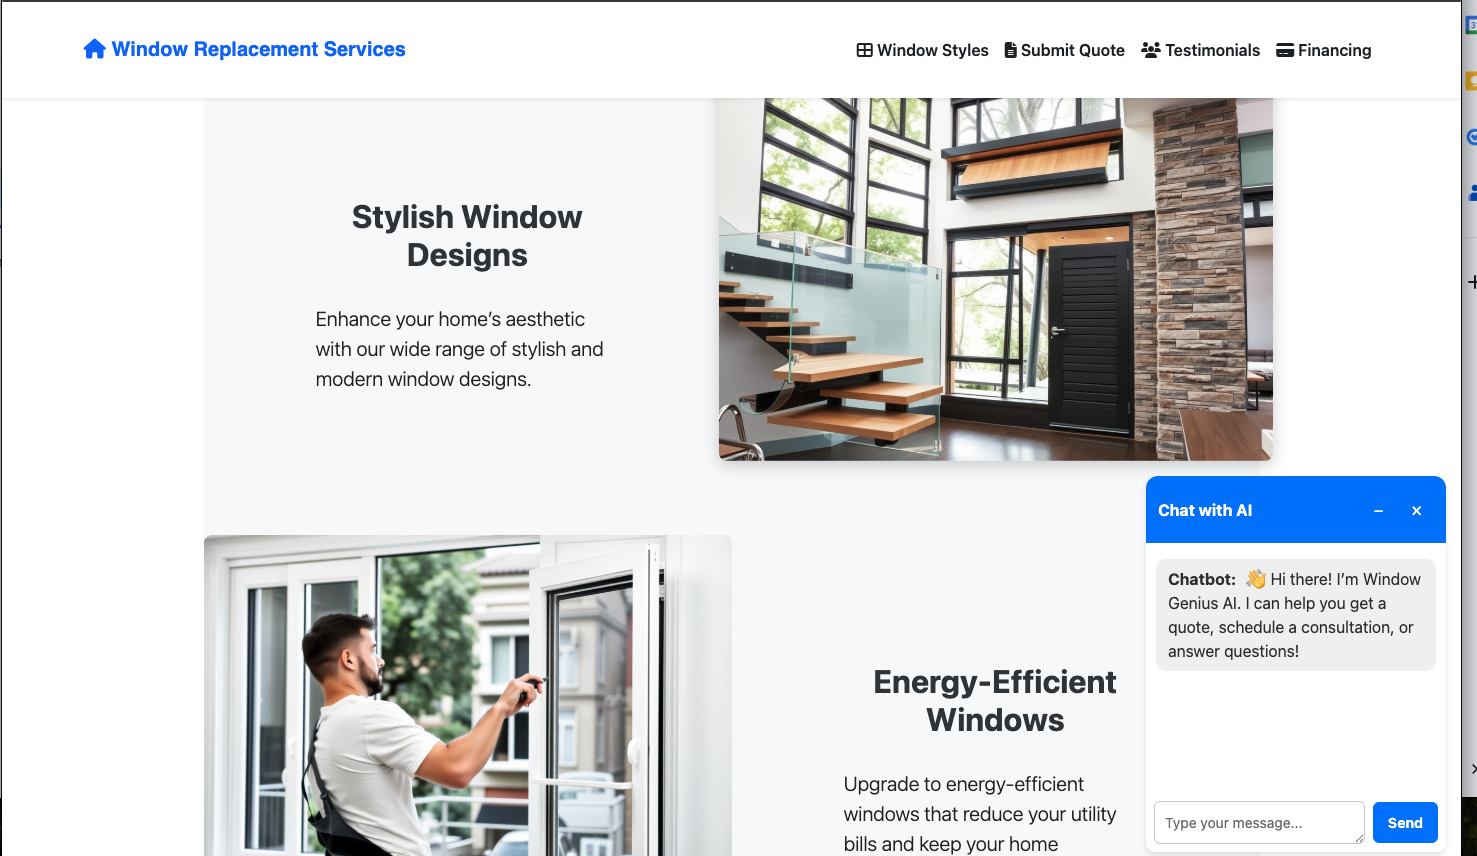 Window Replacement Services
Window Styles
Submit Quote
Testimonials
Financing
Stylish Window
Designs
Enhance your home’s aesthetic
with our wide range of stylish and
modern window designs.
Energy-Efficient
Windows
Upgrade to energy-efficient
windows that reduce your utility
bills and keep your home
Chat with AI
Chatbot: 👋 Hi there! I’m Window
Genius AI. I can help you get a
quote, schedule a consultation, or
answer questions!
Type your message...
Send